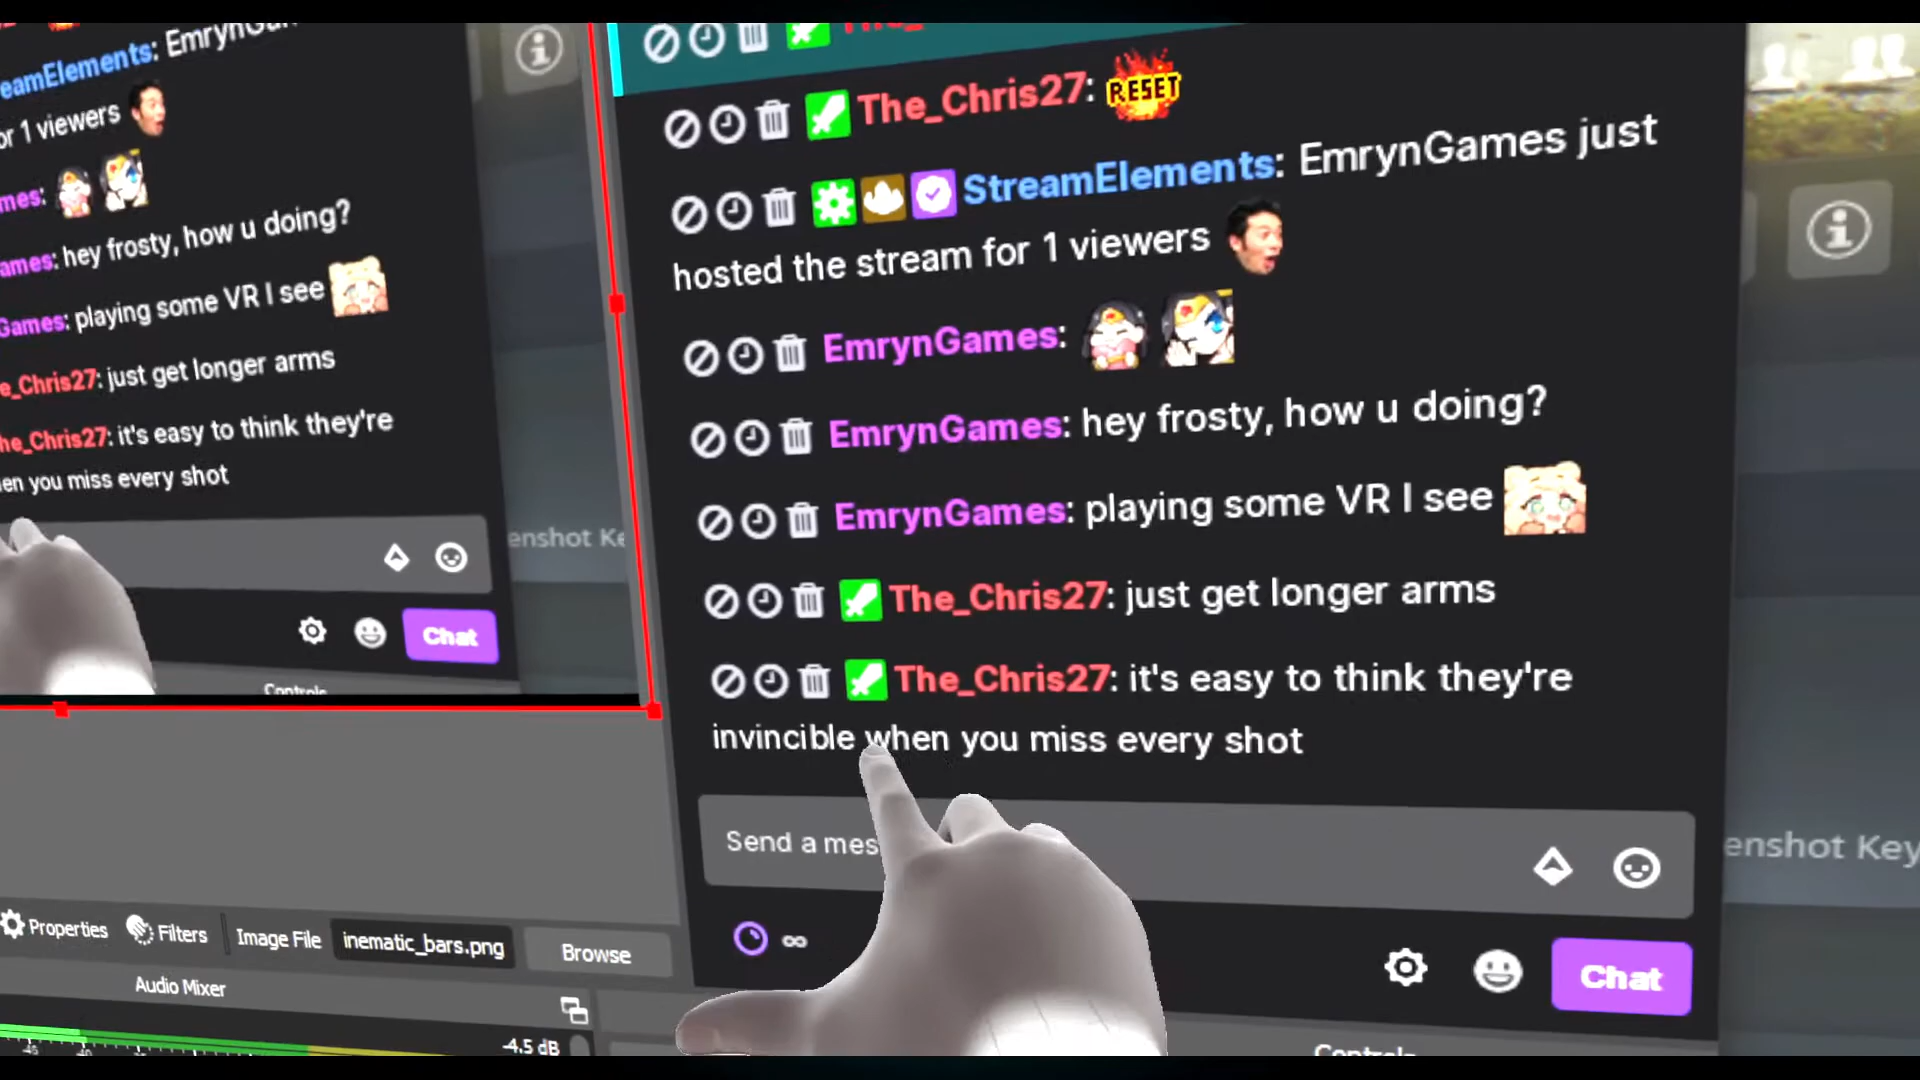 StreamElements: EmrynGa
or 1 viewers
mes:
ames: hey frosty, how u doing?
Games: playing some VR I see
e_Chris27: just get longer arms
he_Chris27: it's easy to think they're
en you miss every shot
Chat
Controls
enshot Ke
The_Chris27: RESET
StreamElements: EmrynGames just
hosted the stream for 1 viewers
EmrynGames:
EmrynGames: hey frosty, how u doing?
EmrynGames: playing some VR I see
The_Chris27: just get longer arms
The_Chris27: it's easy to think they're
invincible when you miss every shot
Send a mes
Chat
Controls
enshot Key
Properties Filters Image File inematic_bars.png Browse
Audio Mixer
-4.5 dB